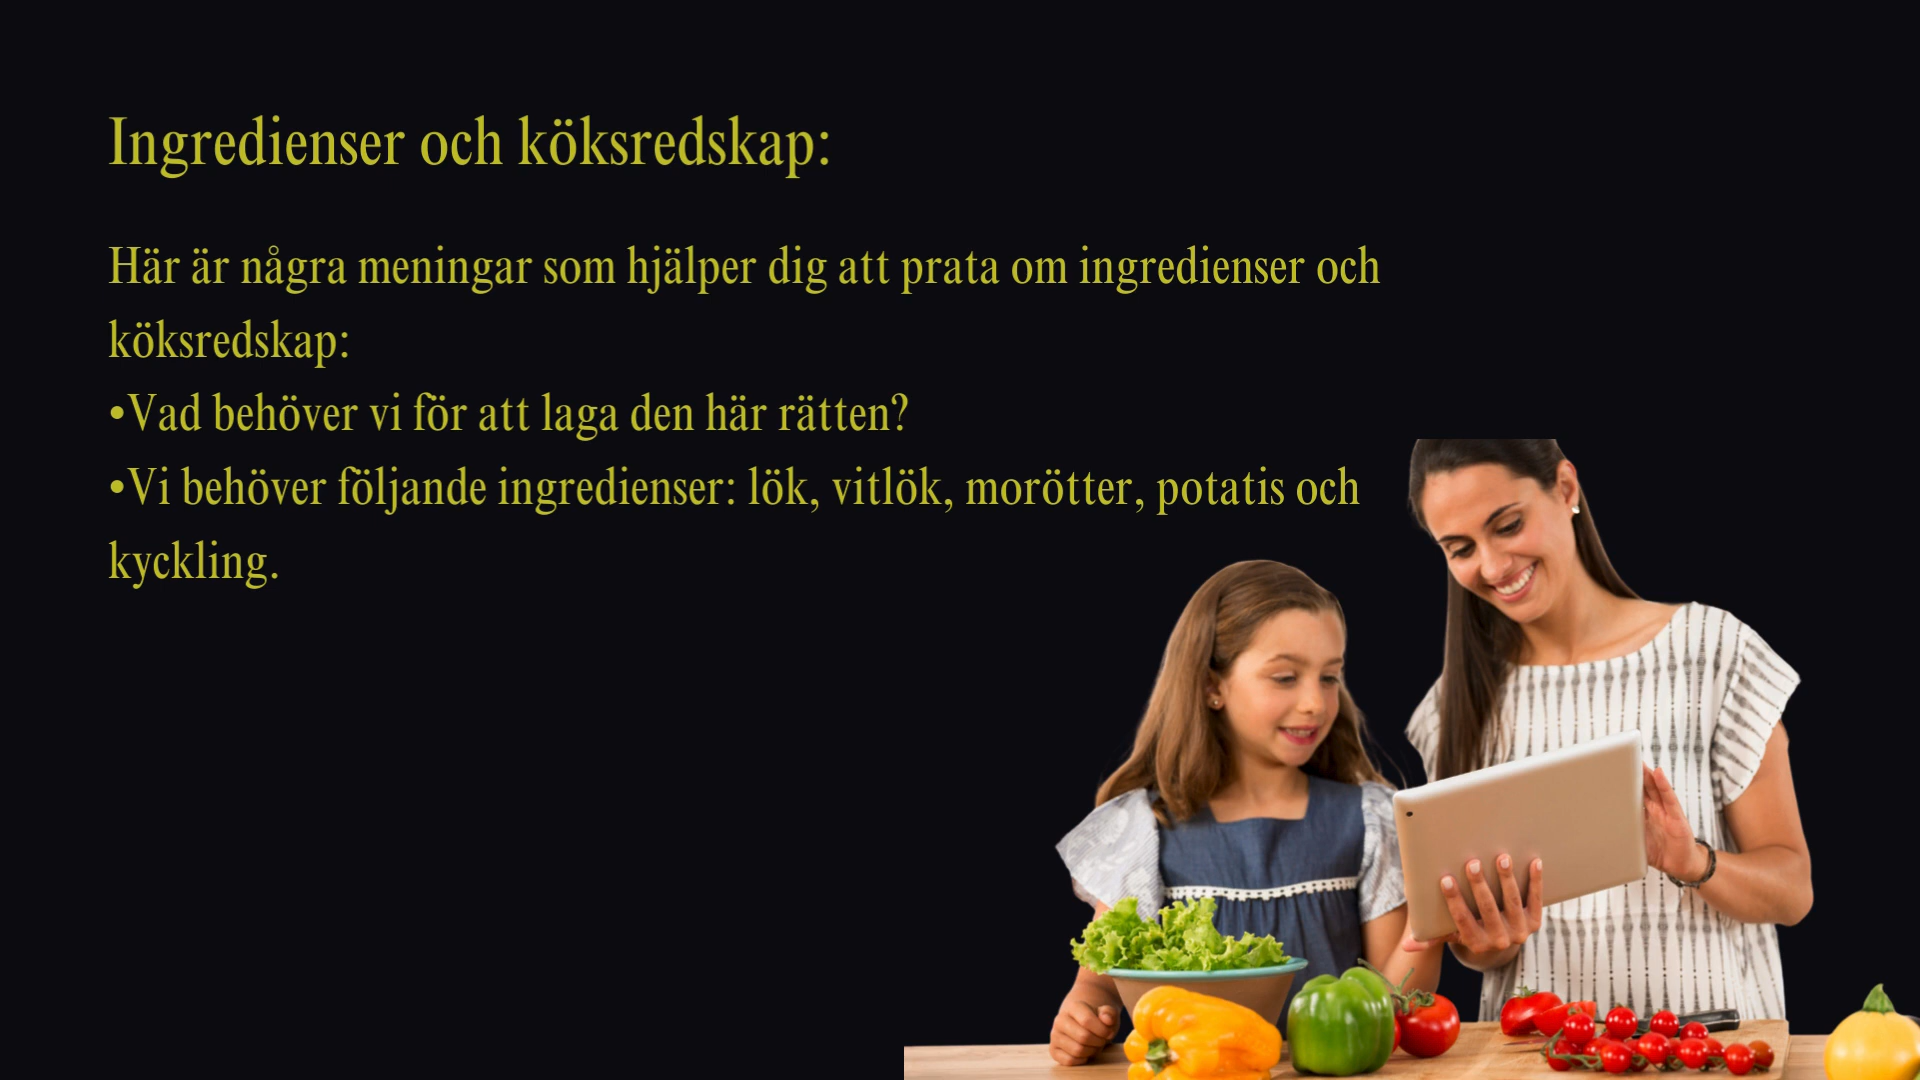 Ingredienser och köksredskap:
Här är några meningar som hjälper dig att prata om ingredienser och
köksredskap:
•Vad behöver vi för att laga den här rätten?
•Vi behöver följande ingredienser: lök, vitlök, morötter, potatis och
kyckling.